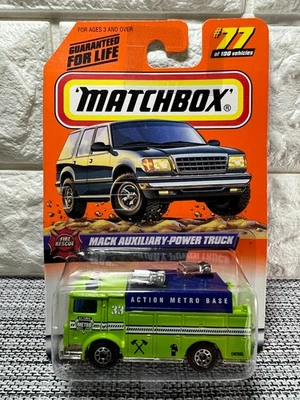 FOR AGES 3 AND OVER
GUARANTEED
FOR LIFE
#77
of 100 vehicles
MATCHBOX®
FIRE
RESCUE
MACK AUXILIARY-POWER TRUCK
ACTION METRO BASE
33
METRO